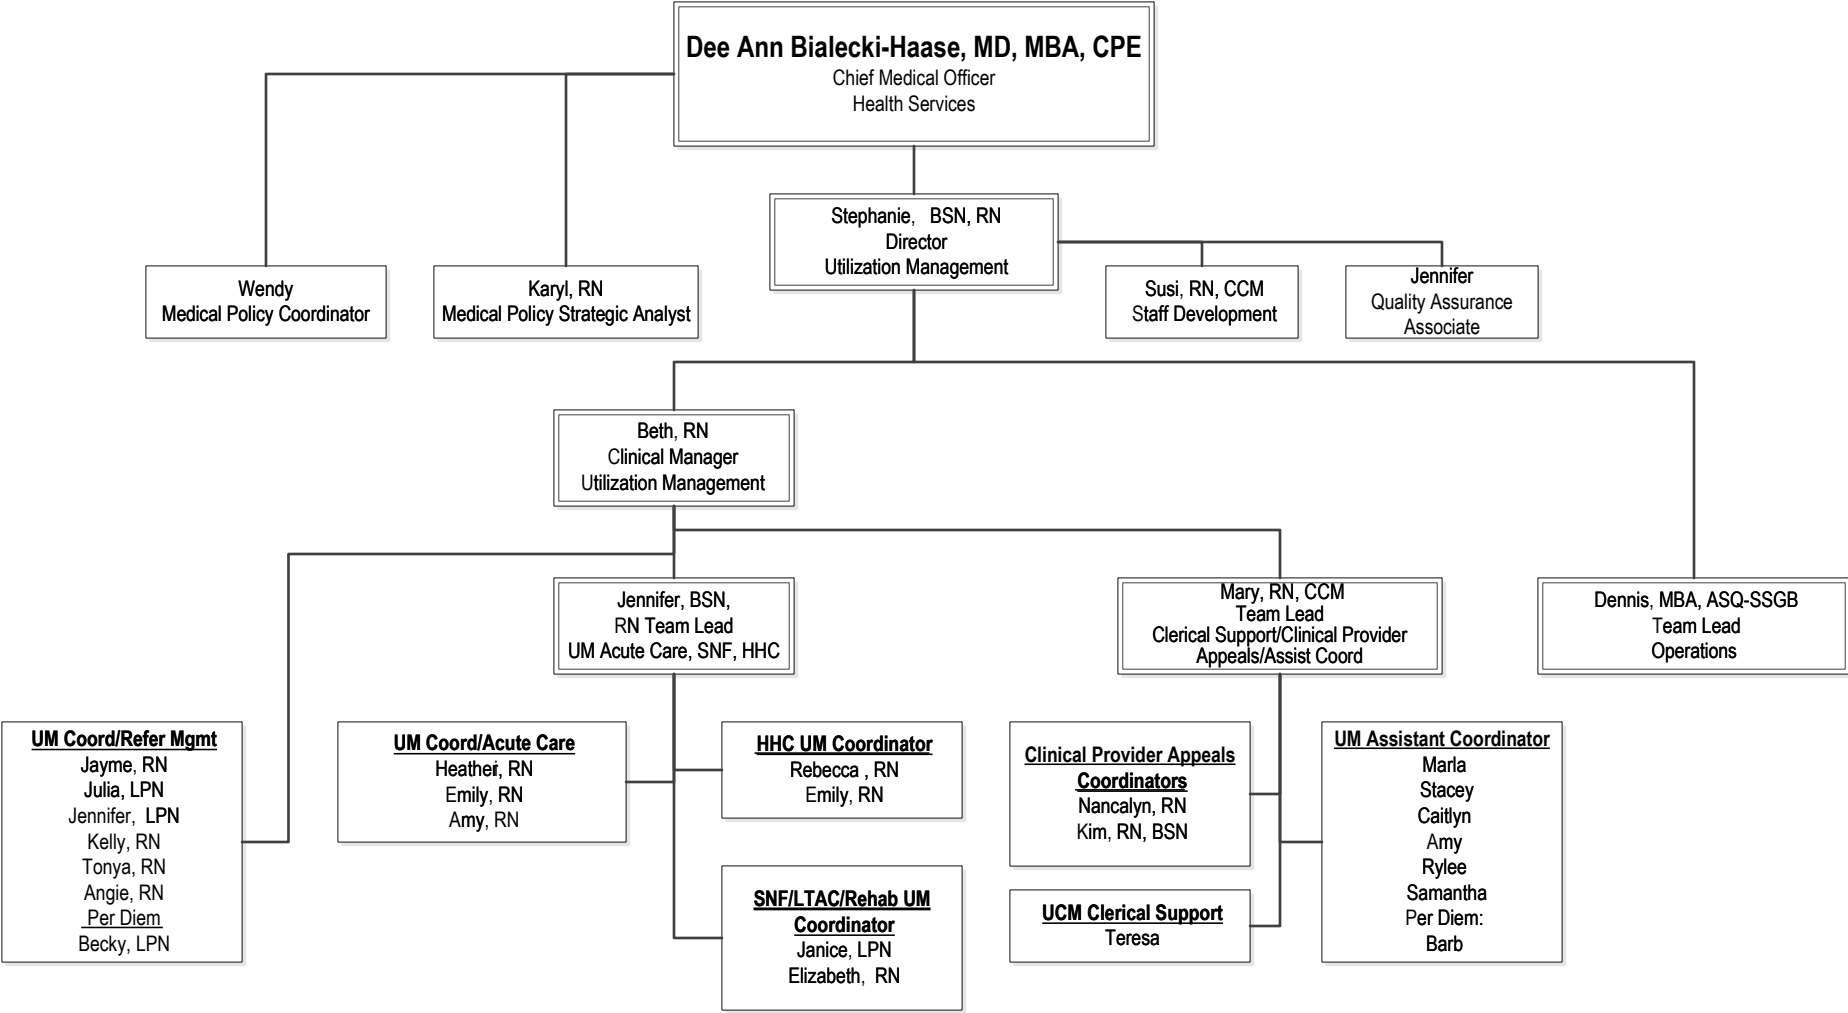 Dee Ann Bialecki-Haase, MD, MBA, CPE
Chief Medical Officer
Health Services
Stephanie, BSN, RN
Director
Utilization Management
Wendy
Medical Policy Coordinator
Karyl, RN
Medical Policy Strategic Analyst
Susi, RN, CCM
Staff Development
Jennifer
Quality Assurance
Associate
Beth, RN
Clinical Manager
Utilization Management
Jennifer, BSN,
RN Team Lead
UM Acute Care, SNF, HHC
Mary, RN, CCM
Team Lead
Clerical Support/Clinical Provider
Appeals/Assist Coord
Dennis, MBA, ASQ-SSGB
Team Lead
Operations
UM Coord/Refer Mgmt
Jayme, RN
Julia, LPN
Jennifer, LPN
Kelly, RN
Tonya, RN
Angie, RN
Per Diem
Becky, LPN
UM Coord/Acute Care
Heather, RN
Emily, RN
Amy, RN
HHC UM Coordinator
Rebecca , RN
Emily, RN
SNF/LTAC/Rehab UM
Coordinator
Janice, LPN
Elizabeth, RN
Clinical Provider Appeals
Coordinators
Nancalyn, RN
Kim, RN, BSN
UCM Clerical Support
Teresa
UM Assistant Coordinator
Marla
Stacey
Caitlyn
Amy
Rylee
Samantha
Per Diem:
Barb